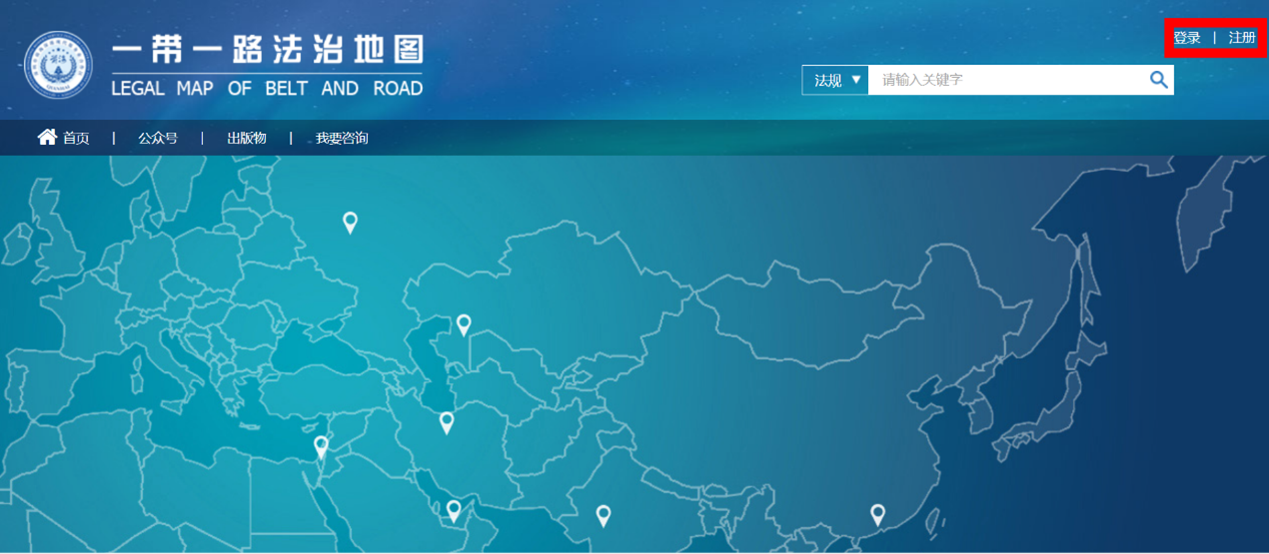 一带一路法治地图
LEGAL MAP OF BELT AND ROAD
登录 | 注册
法规 ▼ 请输入关键字
首页 | 公众号 | 出版物 | 我要咨询